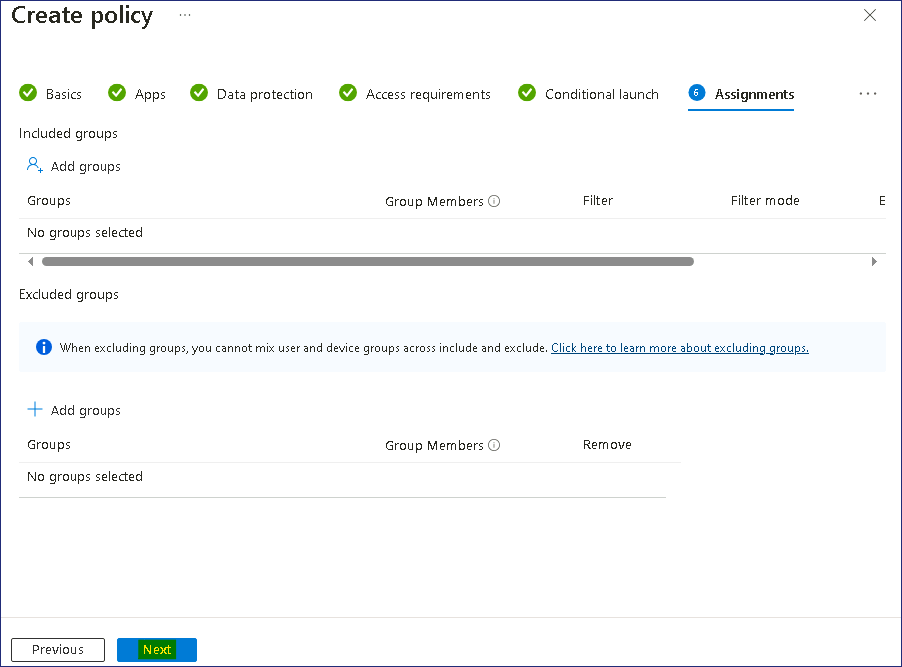 Create policy ...
Basics Apps Data protection Access requirements Conditional launch 6 Assignments ...
Included groups
Add groups
Groups Group Members Filter Filter mode E
No groups selected
Excluded groups
When excluding groups, you cannot mix user and device groups across include and exclude. Click here to learn more about excluding groups.
Add groups
Groups Group Members Remove
No groups selected
Previous Next